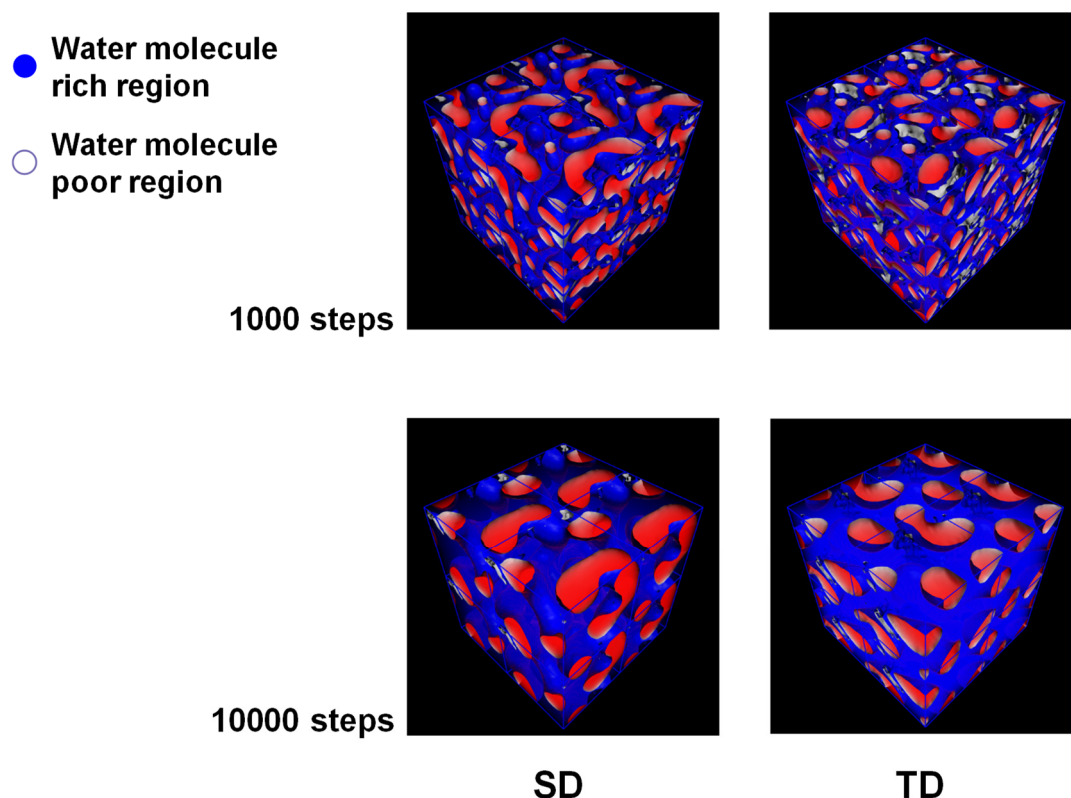 Water molecule
rich region
Water molecule
poor region
1000 steps
10000 steps
SD
TD